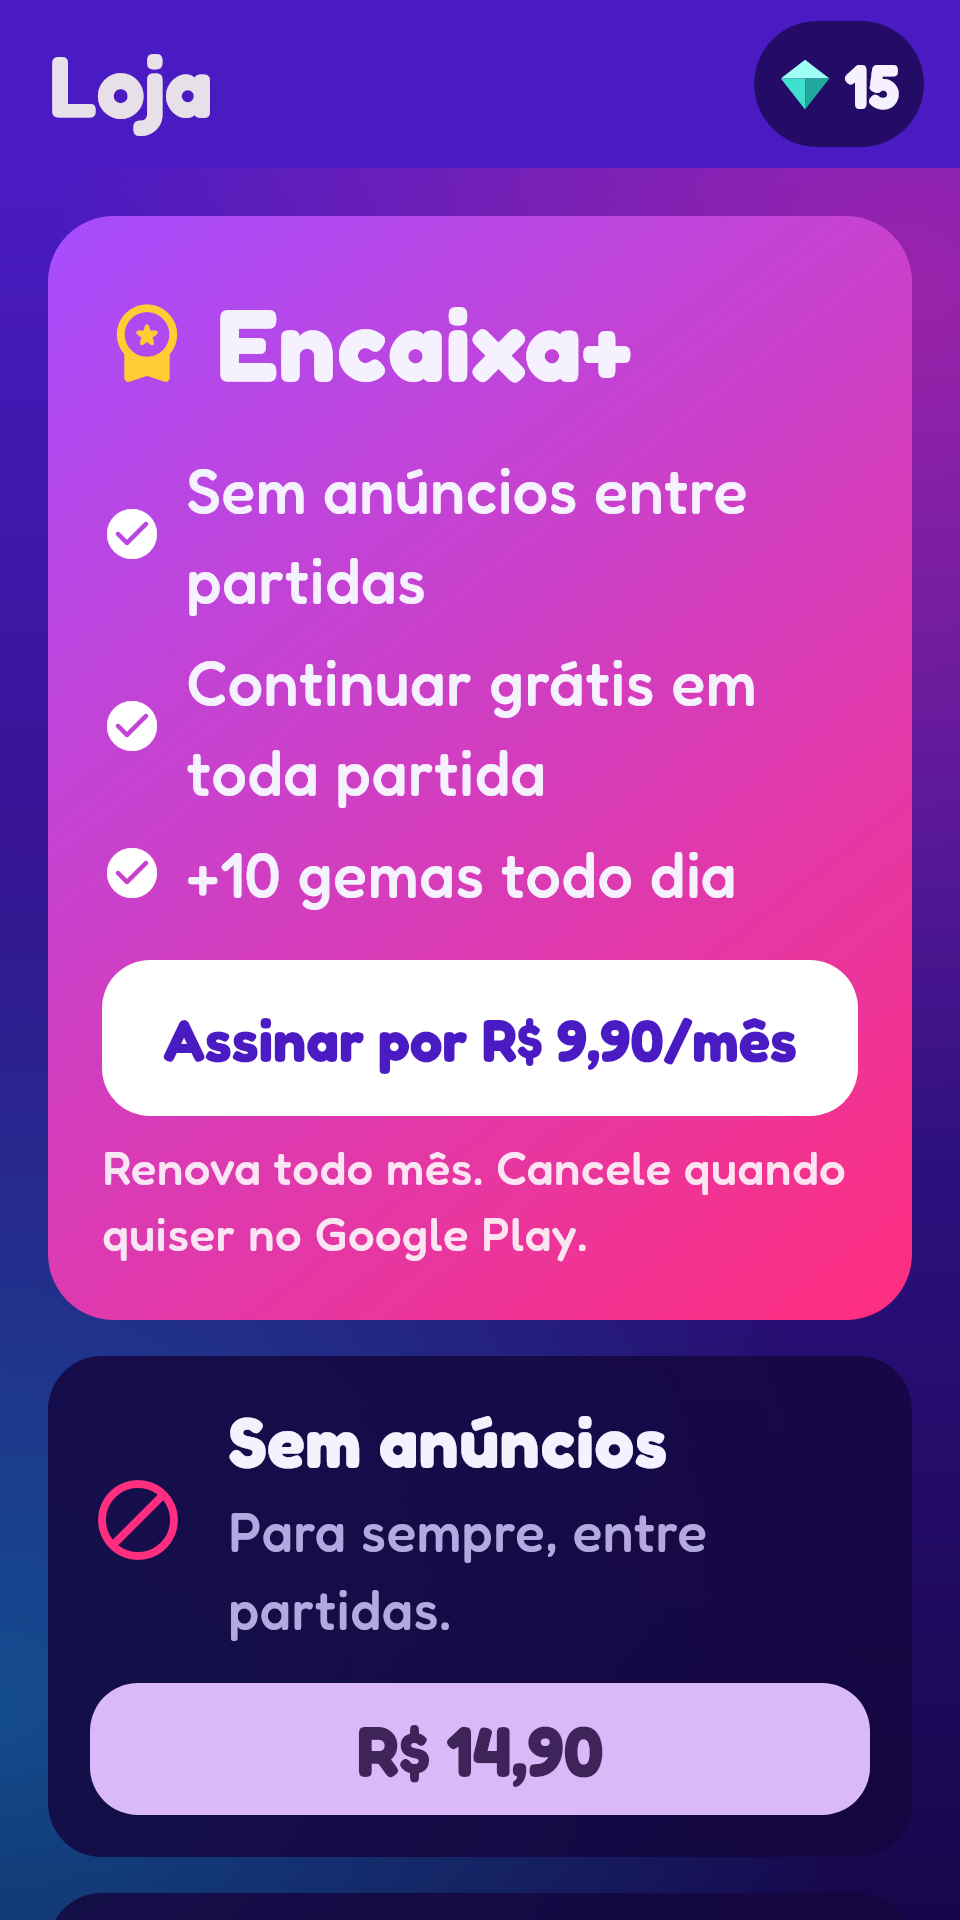 Loja
15
Encaixa+
Sem anúncios entre
partidas
Continuar grátis em
toda partida
+10 gemas todo dia
Assinar por R$ 9,90/mês
Renova todo mês. Cancele quando
quiser no Google Play.
Sem anúncios
Para sempre, entre
partidas.
R$ 14,90